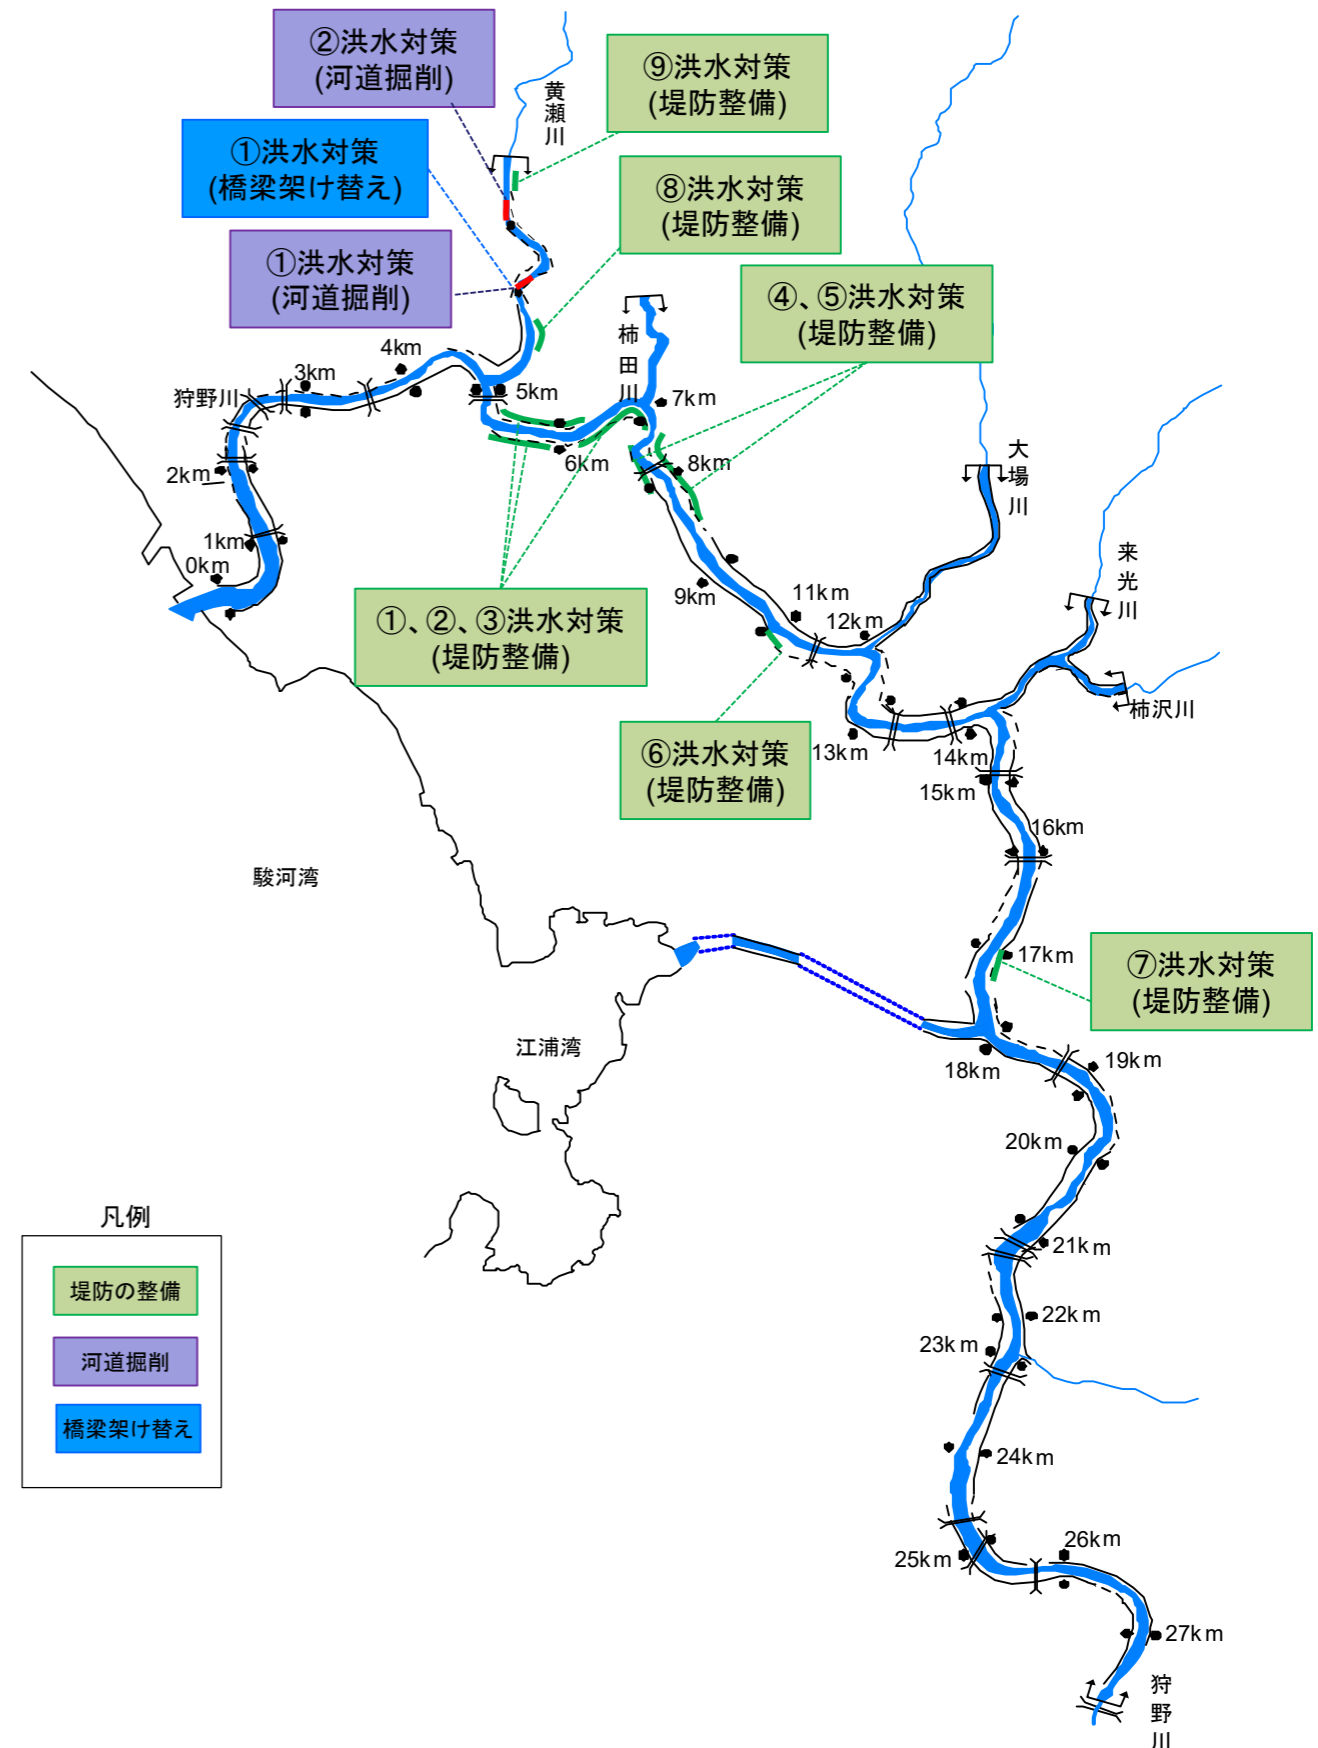 ②洪水対策
(河道掘削)
黄瀬川
⑨洪水対策
(堤防整備)
①洪水対策
(橋梁架け替え)
⑧洪水対策
(堤防整備)
①洪水対策
(河道掘削)
④、⑤洪水対策
(堤防整備)
柿田川
4km
3km
狩野川
5km
7km
6km
8km
2km
大場川
1km
0km
来光川
9km
11km
12km
①、②、③洪水対策
(堤防整備)
柿沢川
⑥洪水対策
(堤防整備)
13km
14km
15km
16km
駿河湾
17km
⑦洪水対策
(堤防整備)
江浦湾
18km
19km
20km
凡例
21km
堤防の整備
22km
23km
河道掘削
橋梁架け替え
24km
26km
25km
27km
狩野川